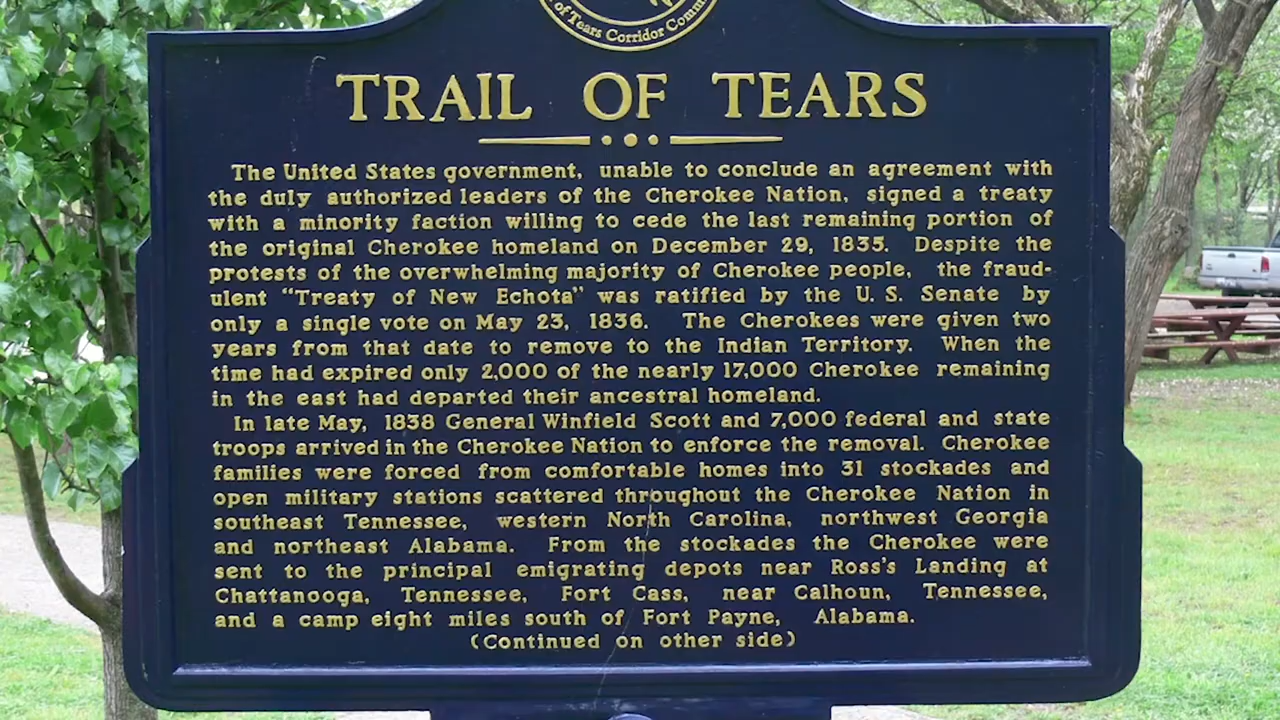 of Tears Corridor Comm
TRAIL OF TEARS
The United States government, unable to conclude an agreement with
the duly authorized leaders of the Cherokee Nation, signed a treaty
with a minority faction willing to cede the last remaining portion of
the original Cherokee homeland on December 29, 1835. Despite the
protests of the overwhelming majority of Cherokee people, the fraud-
ulent "Treaty of New Echota" was ratified by the U. S. Senate by
only a single vote on May 23, 1836. The Cherokees were given two
years from that date to remove to the Indian Territory. When the
time had expired only 2,000 of the nearly 17,000 Cherokee remaining
in the east had departed their ancestral homeland.
In late May, 1838 General Winfield Scott and 7,000 federal and state
troops arrived in the Cherokee Nation to enforce the removal. Cherokee
families were forced from comfortable homes into 31 stockades and
open military stations scattered throughout the Cherokee Nation in
southeast Tennessee, western North Carolina, northwest Georgia
and northeast Alabama. From the stockades the Cherokee were
sent to the principal emigrating depots near Ross's Landing at
Chattanooga, Tennessee, Fort Cass, near Calhoun, Tennessee,
and a camp eight miles south of Fort Payne, Alabama.
(Continued on other side)